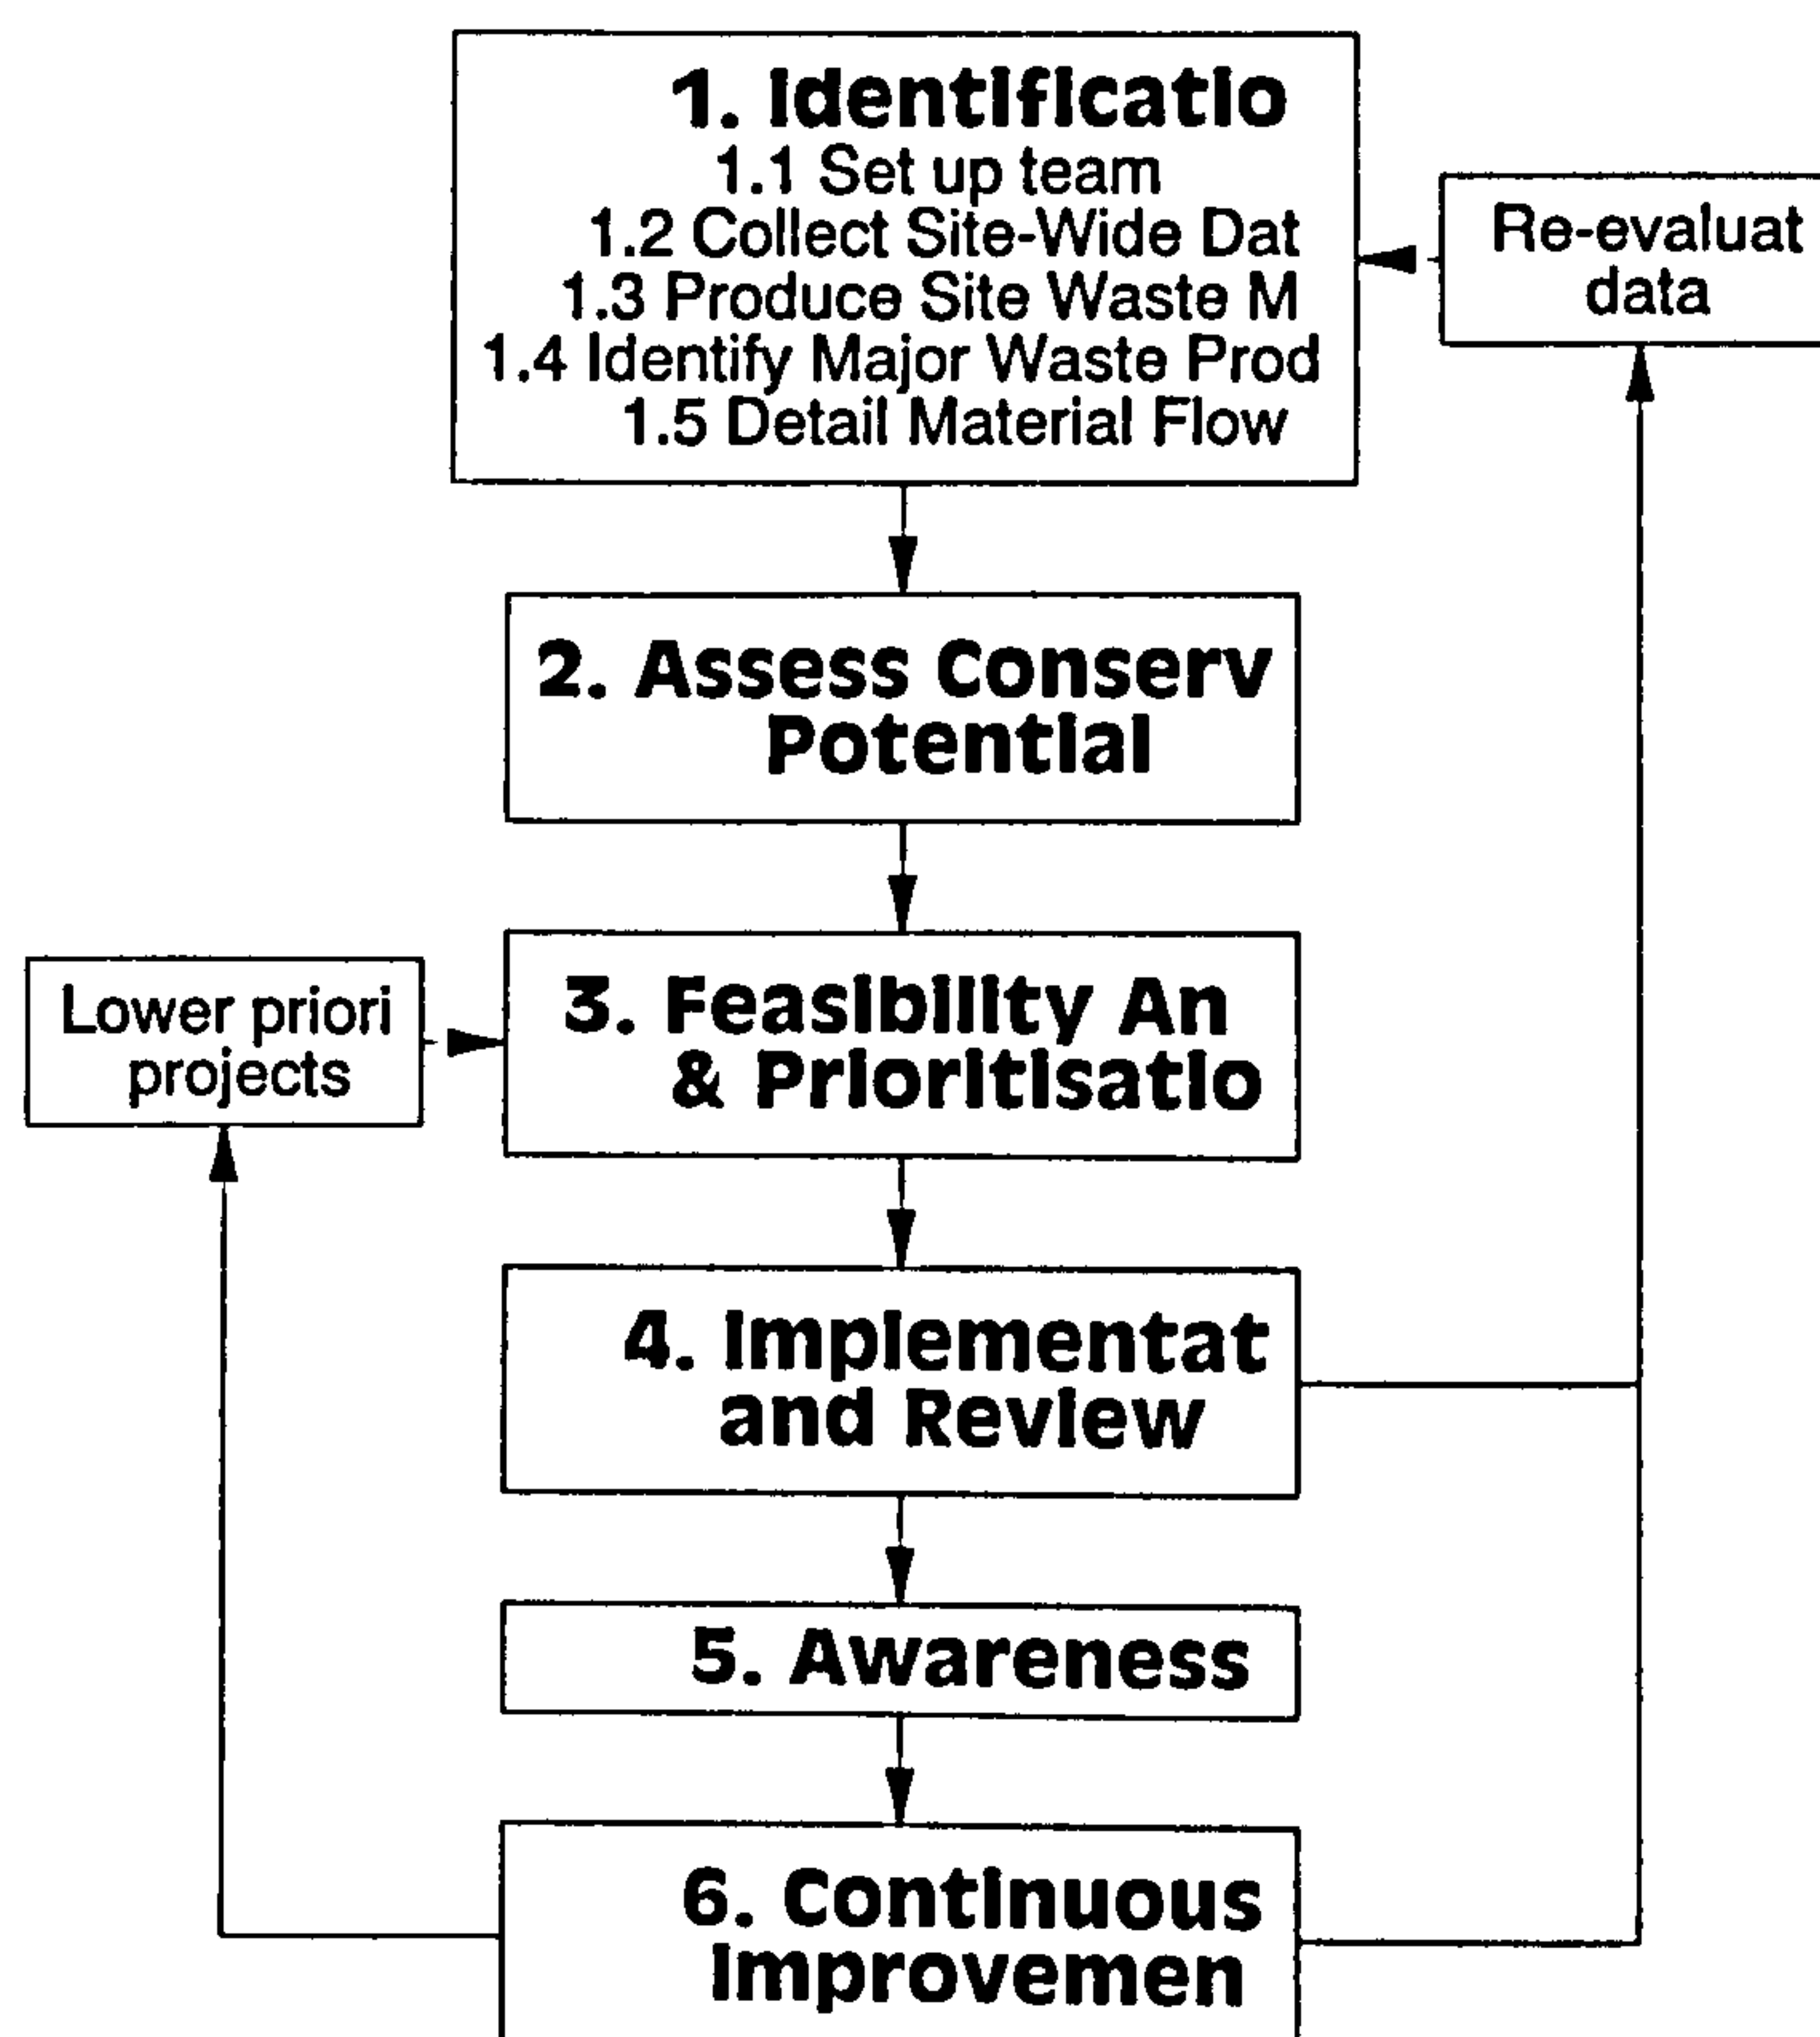 1. Identificatio
1.1 Set up team
1.2 Collect Site-Wide Dat
1.3 Produce Site Waste M
1.4 Identify Major Waste Prod
1.5 Detail Material Flow
Re-evaluat
data
2. Assess Conserv
Potential
Lower priori
projects
3. Feasibility An
& Prioritisatio
4. Implementat
and Review
5. Awareness
6. Continuous
Improvemen